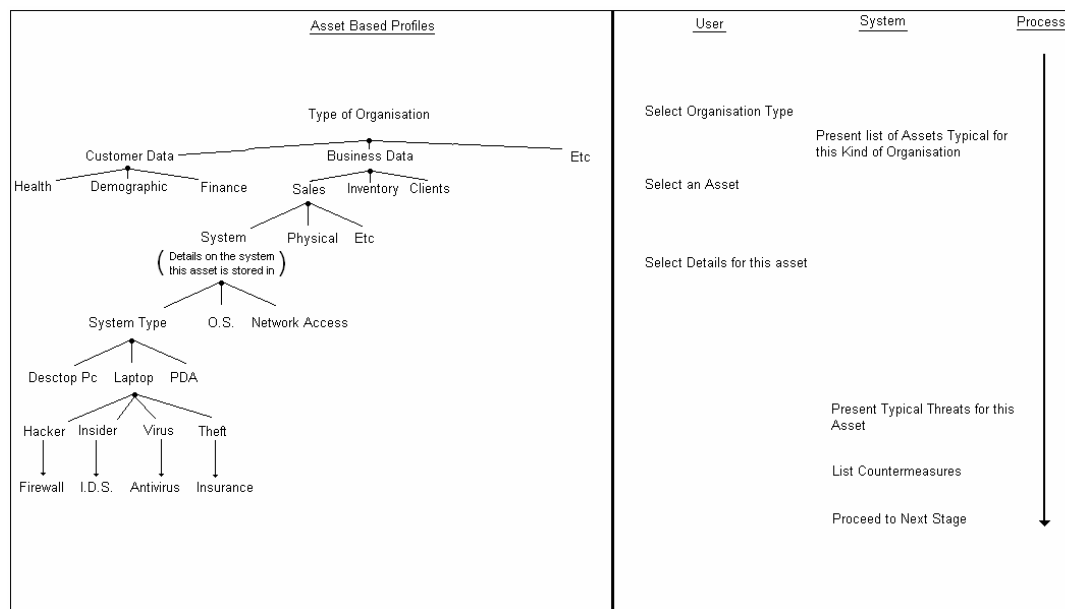 Asset Based Profiles
Type of Organisation
Customer Data
Business Data
Etc
Health
Demographic
Finance
Sales
Inventory
Clients
System
Physical
Etc
( Details on the system
this asset is stored in )
System Type
O.S.
Network Access
Desctop Pc
Laptop
PDA
Hacker
Insider
Virus
Theft
Firewall
I.D.S.
Antivirus
Insurance
User
System
Process
Select Organisation Type
Present list of Assets Typical for
this Kind of Organisation
Select an Asset
Select Details for this asset
Present Typical Threats for this
Asset
List Countermeasures
Proceed to Next Stage